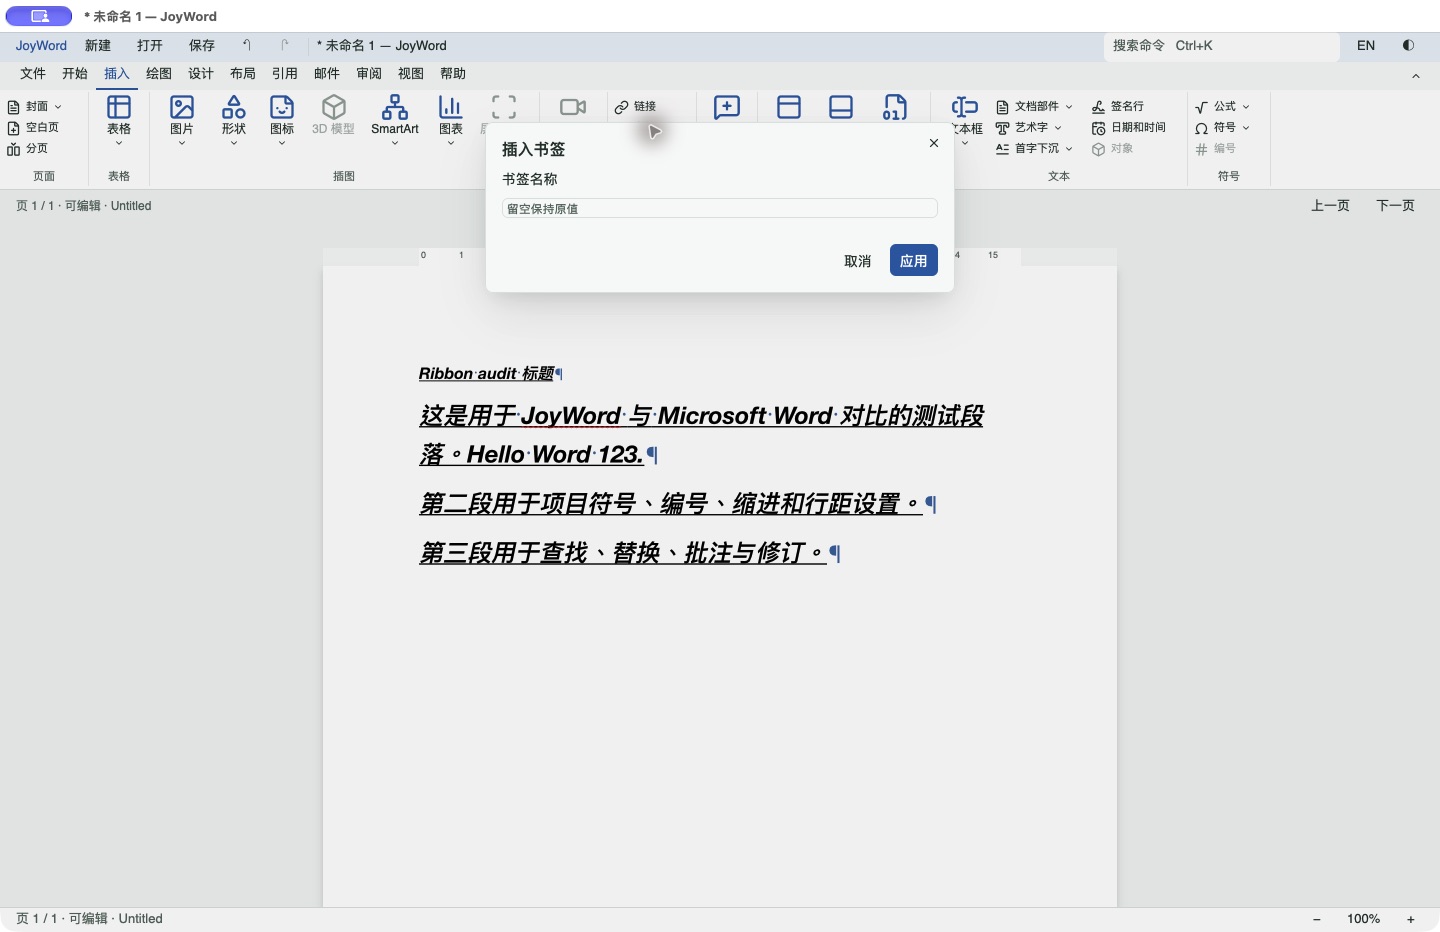 * 未命名 1 — JoyWord
JoyWord 新建 打开 保存 * 未命名 1 — JoyWord 搜索命令 Ctrl+K EN
文件 开始 插入 绘图 设计 布局 引用 邮件 审阅 视图 帮助
封面
空白页
分页
页面
表格
表格
图片 形状 图标 3D 模型 SmartArt 图表
插图
链接
文本框
文档部件
艺术字
首字下沉
签名行
日期和时间
对象
文本
公式
符号
编号
符号
插入书签
书签名称
留空保持原值
取消 应用
页 1 / 1 · 可编辑 · Untitled 上一页 下一页
0 1 4 15
Ribbon·audit·标题¶
这是用于·JoyWord·与·Microsoft·Word·对比的测试段
落。Hello·Word·123.¶
第二段用于项目符号、编号、缩进和行距设置。¶
第三段用于查找、替换、批注与修订。¶
页 1 / 1 · 可编辑 · Untitled − 100% +